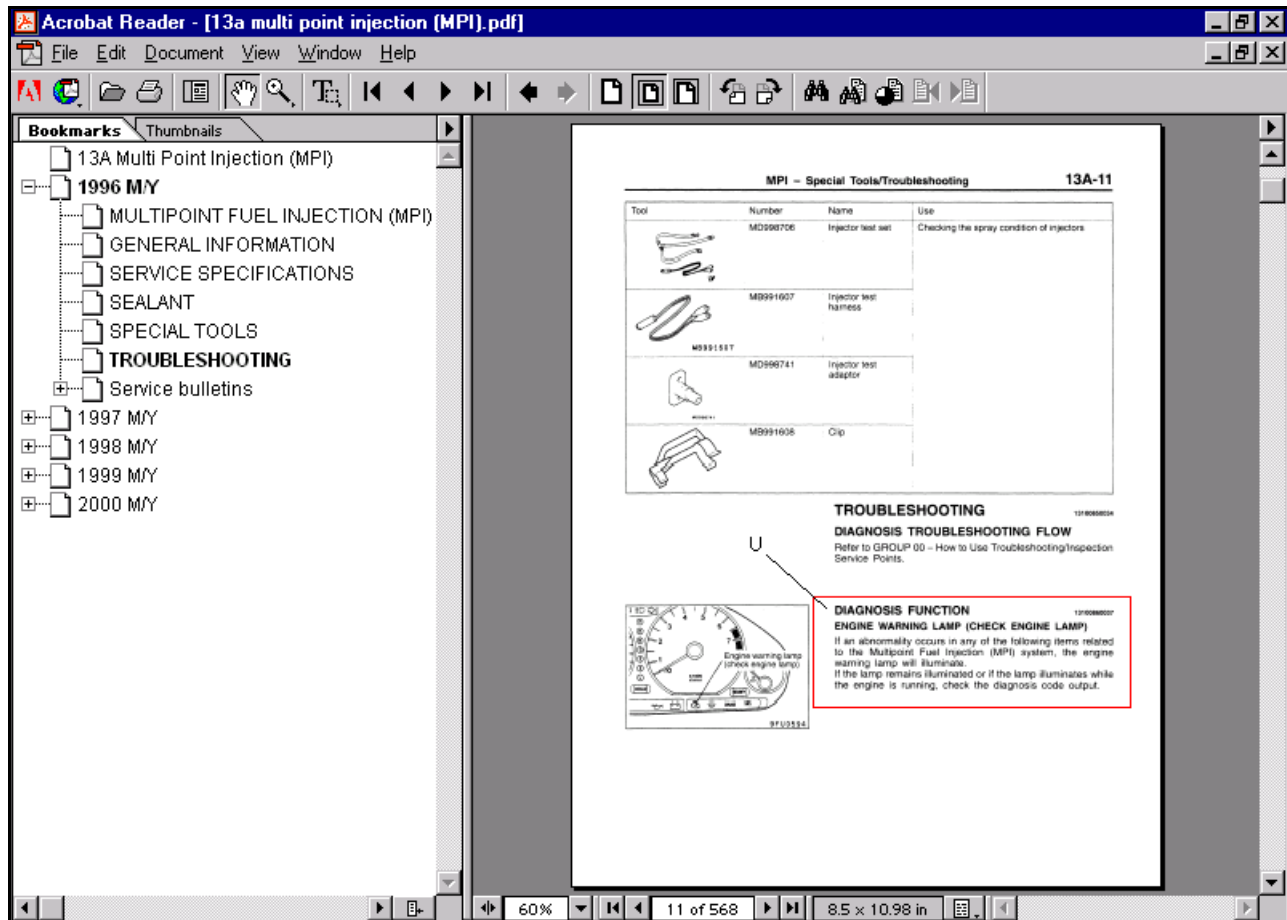 Acrobat Reader - [13a multi point injection (MPI).pdf]
File Edit Document View Window Help
Bookmarks Thumbnails
13A Multi Point Injection (MPI)
1996 M/Y
MULTIPOINT FUEL INJECTION (MPI)
GENERAL INFORMATION
SERVICE SPECIFICATIONS
SEALANT
SPECIAL TOOLS
TROUBLESHOOTING
Service bulletins
1997 M/Y
1998 M/Y
1999 M/Y
2000 M/Y
MPI – Special Tools/Troubleshooting 13A-11
Tool Number Name Use
MD998706 Injector test set Checking the spray condition of injectors
MB991607 Injector test
harness
MB991607
MD998741 Injector test
adaptor
MB991608 Clip
TROUBLESHOOTING
DIAGNOSIS TROUBLESHOOTING FLOW
Refer to GROUP 00 – How to Use Troubleshooting/Inspection
Service Points.
U
DIAGNOSIS FUNCTION
ENGINE WARNING LAMP (CHECK ENGINE LAMP)
If an abnormality occurs in any of the following items related
to the Multipoint Fuel Injection (MPI) system, the engine
warning lamp will illuminate.
If the lamp remains illuminated or if the lamp illuminates while
the engine is running, check the diagnosis code output.
Engine warning lamp
(check engine lamp)
9FU0594
60% 11 of 568 8.5 x 10.98 in